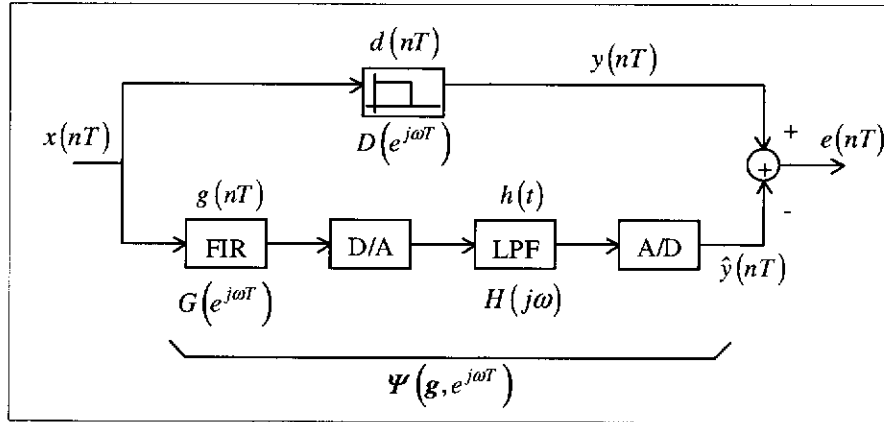 d(nT)
y(nT)
D(e^{jωT})
x(nT)
+
e(nT)
+
-
g(nT)
h(t)
FIR
D/A
LPF
A/D
ŷ(nT)
G(e^{jωT})
H(jω)
Ψ(g, e^{jωT})